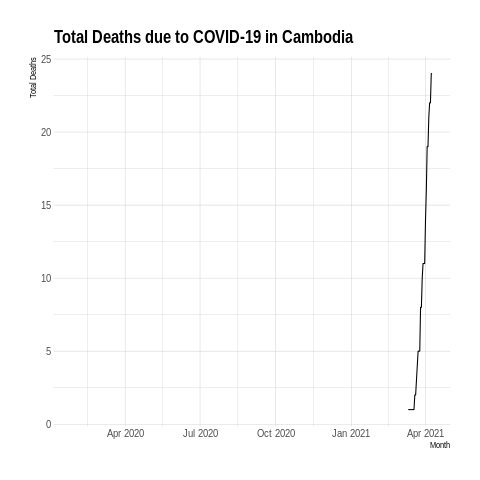 Total Deaths due to COVID-19 in Cambodia
Total Deaths
25
20
15
10
5
0
Apr 2020 Jul 2020 Oct 2020 Jan 2021 Apr 2021
Month